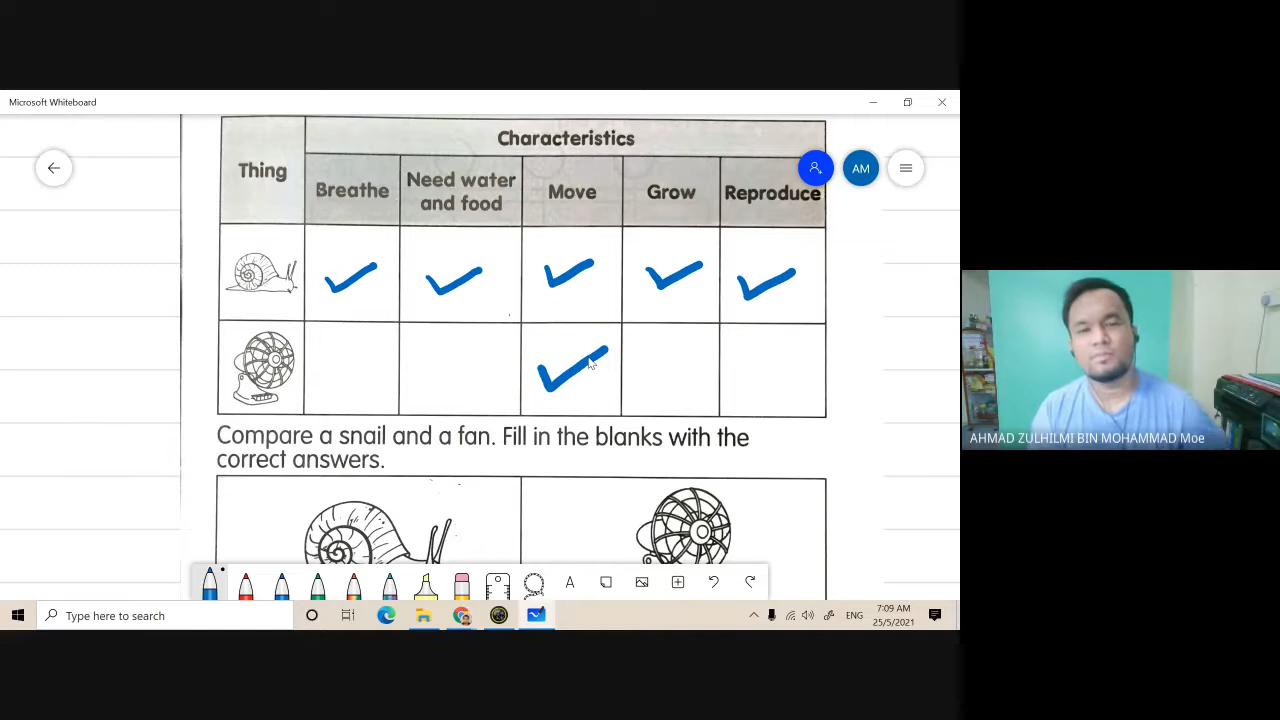 Microsoft Whiteboard
Thing
Characteristics
Breathe
Need water
and food
Move
Grow
Reproduce
AM
Compare a snail and a fan. Fill in the blanks with the
correct answers.
AHMAD ZULHILMI BIN MOHAMMAD Moe
A
Type here to search
ENG
7:09 AM
25/5/2021